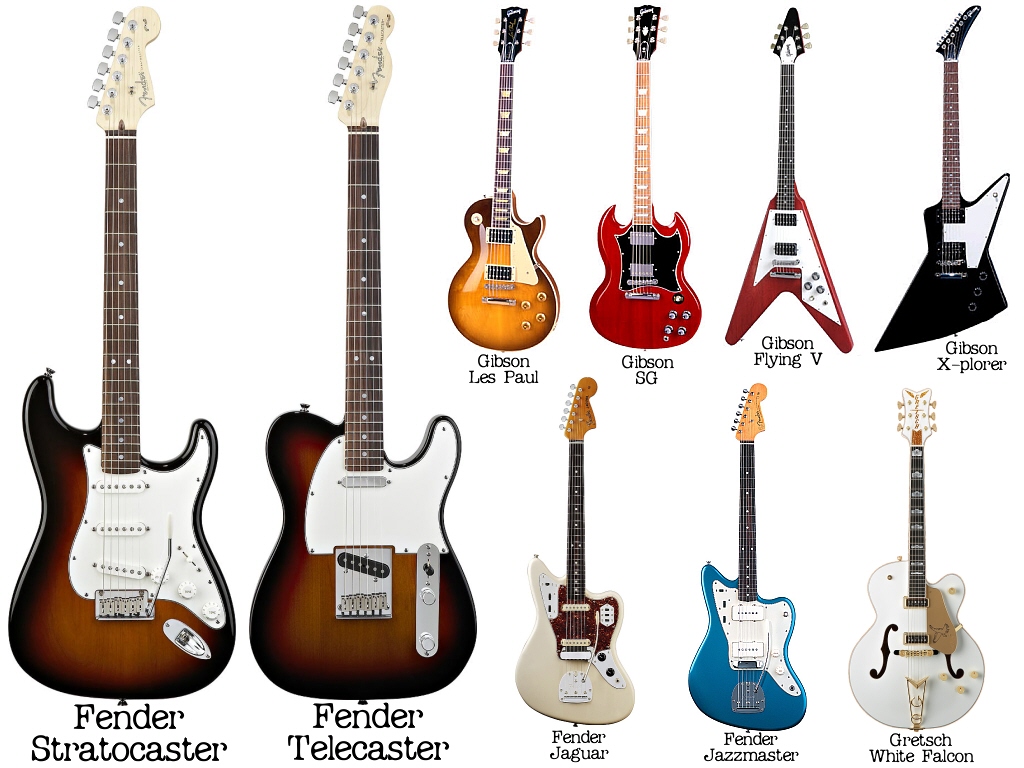 Fender
Stratocaster
Fender
Telecaster
Gibson
Les Paul
Gibson
SG
Gibson
Flying V
Gibson
X-plorer
Fender
Jaguar
Fender
Jazzmaster
Gretsch
White Falcon